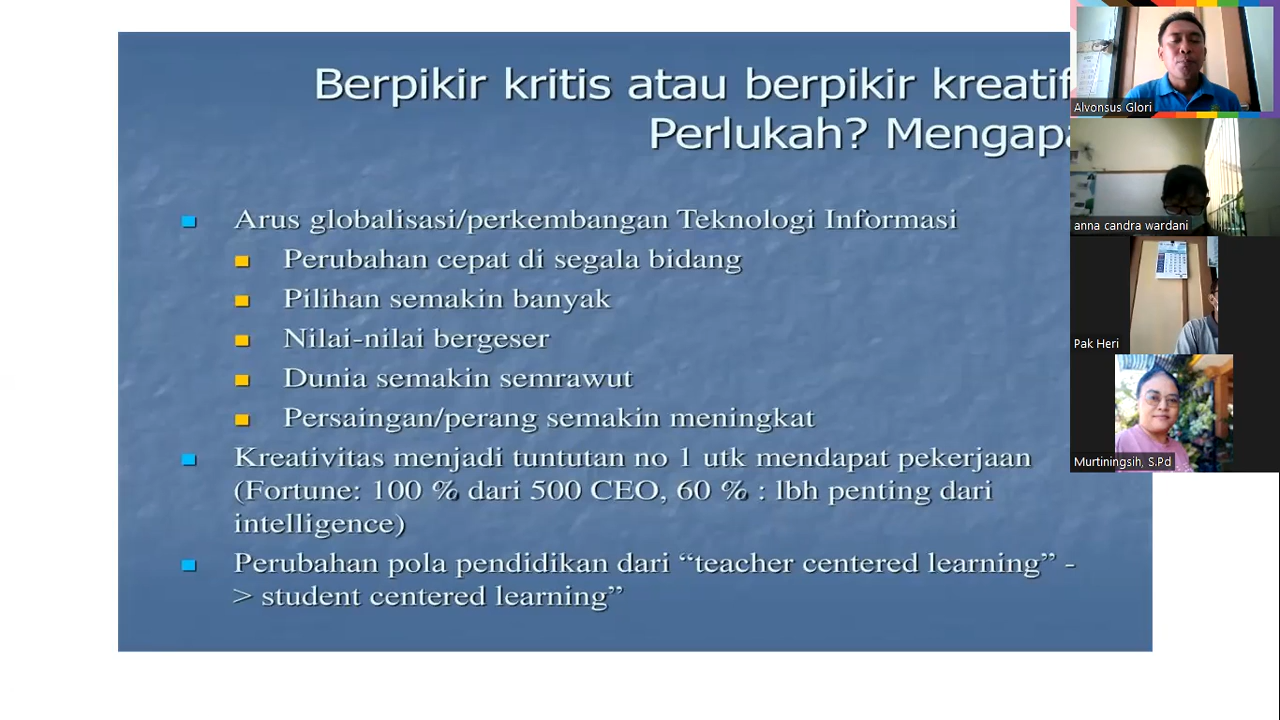 Berpikir kritis atau berpikir kreatif
Perlukah? Mengapa
Arus globalisasi/perkembangan Teknologi Informasi
Perubahan cepat di segala bidang
Pilihan semakin banyak
Nilai-nilai bergeser
Dunia semakin semrawut
Persaingan/perang semakin meningkat
Kreativitas menjadi tuntutan no 1 utk mendapat pekerjaan
(Fortune: 100 % dari 500 CEO, 60 % : lbh penting dari
intelligence)
Perubahan pola pendidikan dari “teacher centered learning” -
> student centered learning”
Alvonsus Glori
anna candra wardani
Pak Heri
Murtiningsih, S.Pd